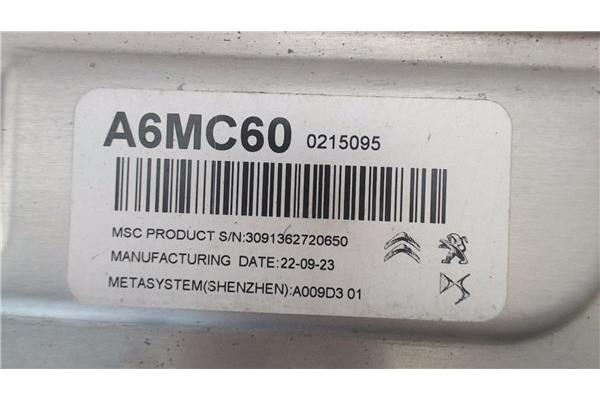 A6MC60 0215095
MSC PRODUCT S/N:3091362720650
MANUFACTURING DATE:22-09-23
METASYSTEM(SHENZHEN):A009D3 01